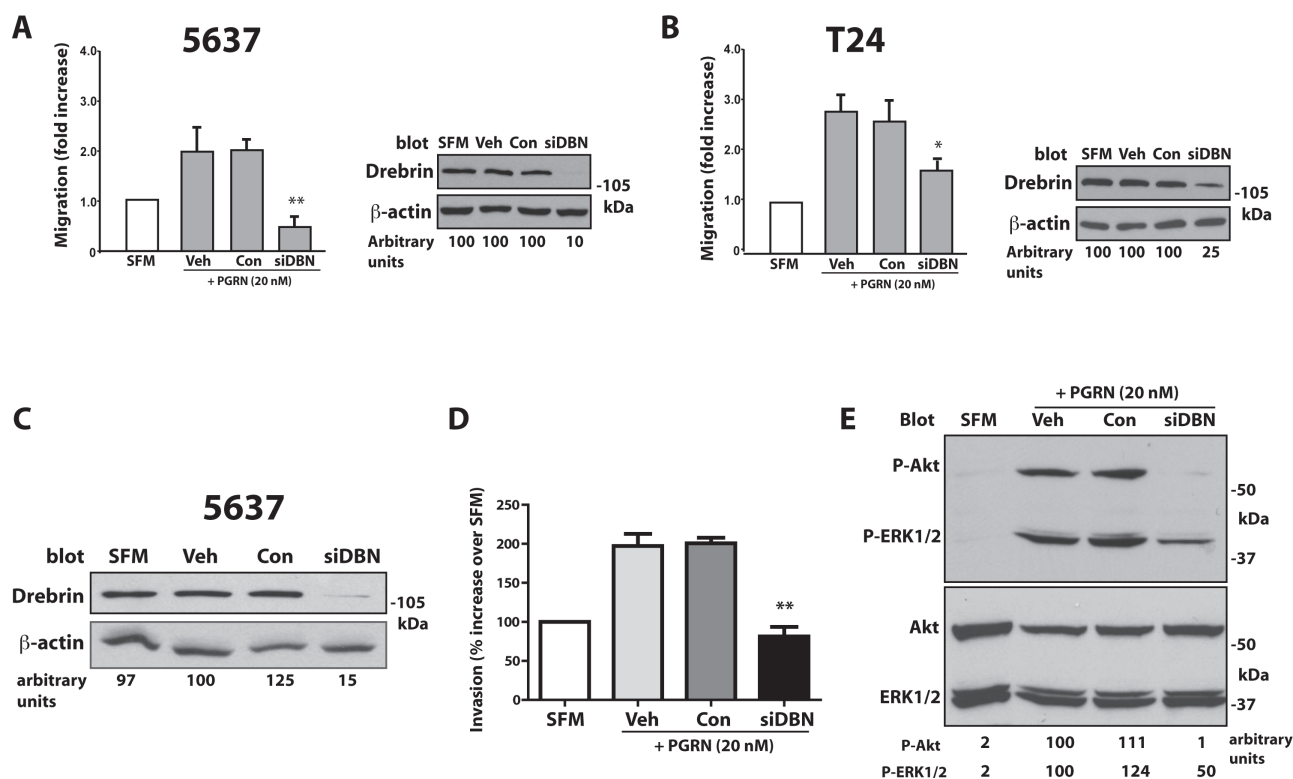 A
5637
Migration (fold increase)
4.0
3.0
2.0
1.0
0
**
SFM Veh Con siDBN
+ PGRN (20 nM)
blot SFM Veh Con siDBN
Drebrin
-105
kDa
β-actin
Arbitrary units 100 100 100 10
B
T24
Migration (fold increase)
4.0
3.0
2.0
1.0
0
*
SFM Veh Con siDBN
+ PGRN (20 nM)
blot SFM Veh Con siDBN
Drebrin
-105
kDa
β-actin
Arbitrary units 100 100 100 25
C
5637
blot SFM Veh Con siDBN
Drebrin
-105
kDa
β-actin
arbitrary units 97 100 125 15
D
Invasion (% increase over SFM)
250
200
150
100
50
0
**
SFM Veh Con siDBN
+ PGRN (20 nM)
E
+ PGRN (20 nM)
Blot SFM Veh Con siDBN
P-Akt
-50
kDa
P-ERK1/2
-37
Akt
-50
kDa
ERK1/2
-37
P-Akt 2 100 111 1 arbitrary units
P-ERK1/2 2 100 124 50